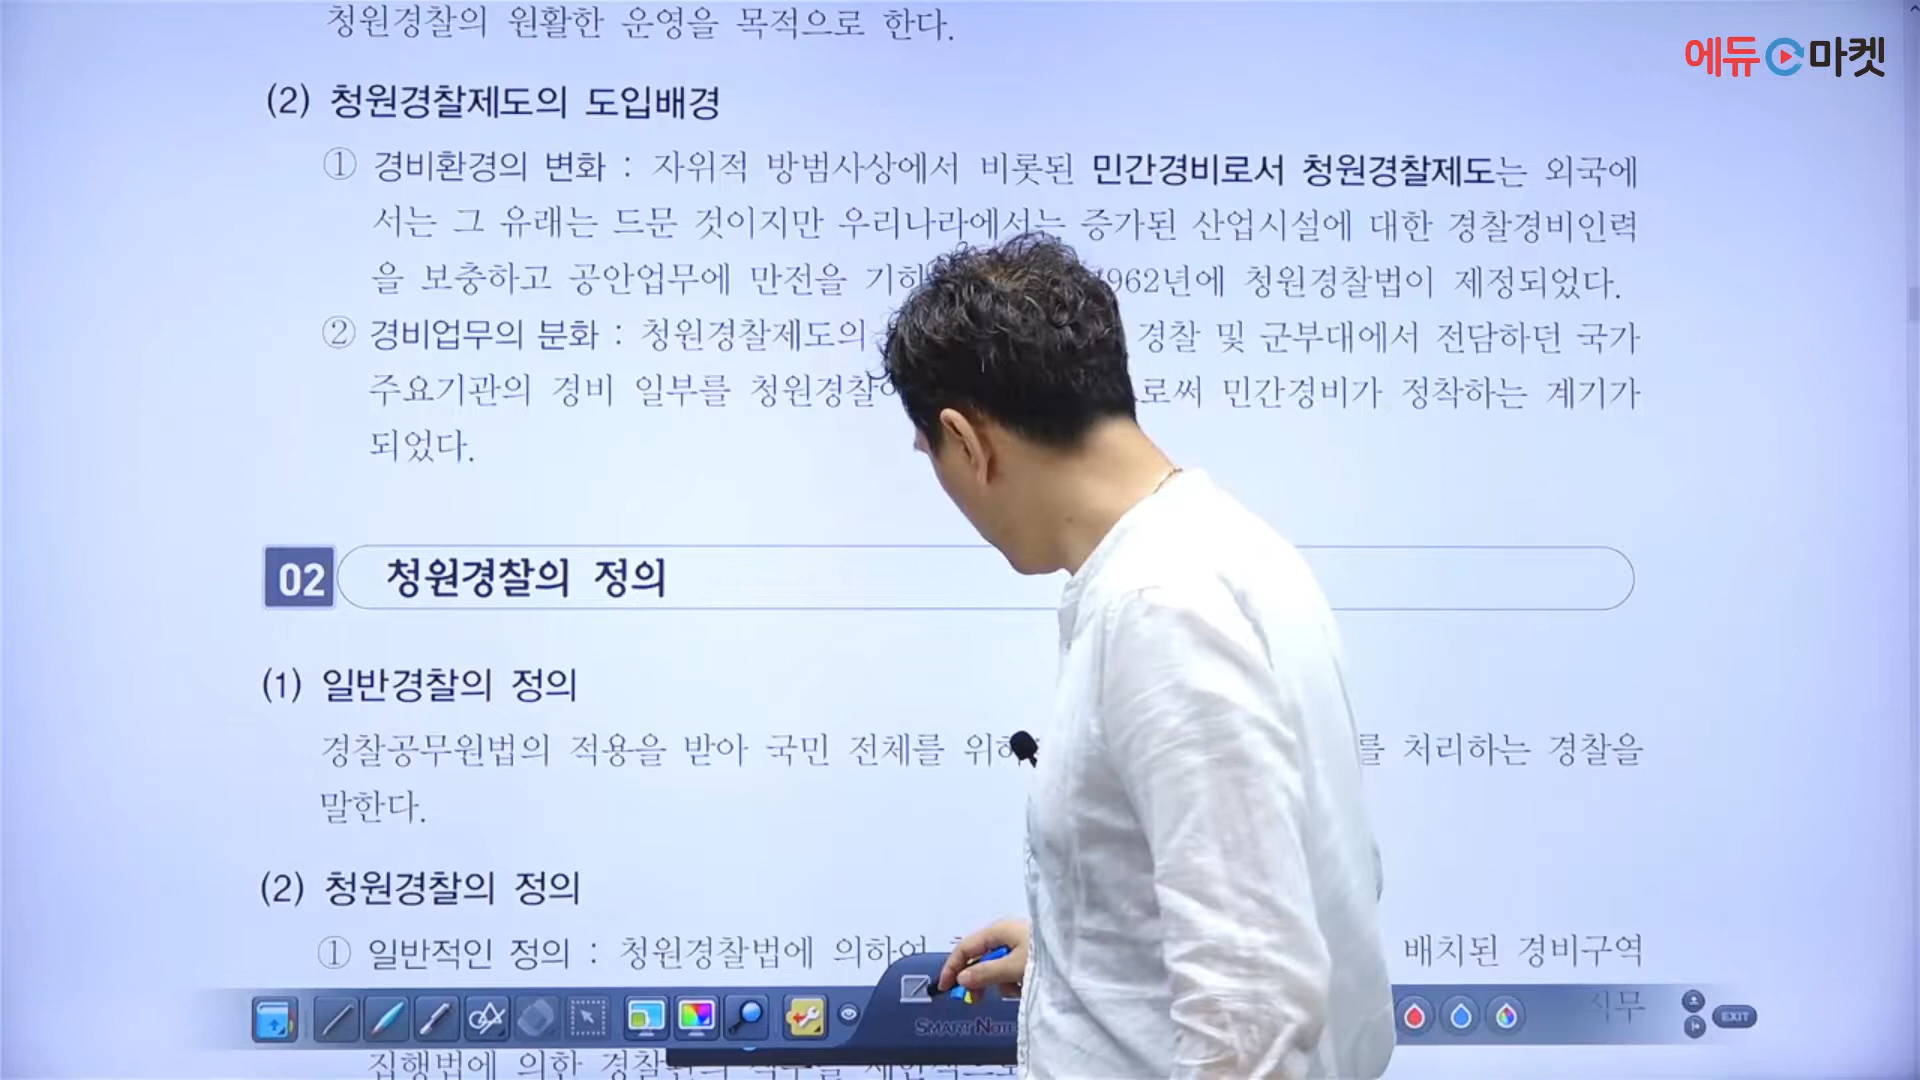 청원경찰의 원활한 운영을 목적으로 한다.
에듀 마켓
(2) 청원경찰제도의 도입배경
① 경비환경의 변화 : 자위적 방범사상에서 비롯된 민간경비로서 청원경찰제도는 외국에
서는 그 유래는 드문 것이지만 우리나라에서는 증가된 산업시설에 대한 경찰경비인력
을 보충하고 공안업무에 만전을 기하 962년에 청원경찰법이 제정되었다.
② 경비업무의 분화 : 청원경찰제도의 경찰 및 군부대에서 전담하던 국가
주요기관의 경비 일부를 청원경찰 로써 민간경비가 정착하는 계기가
되었다.
02 청원경찰의 정의
(1) 일반경찰의 정의
경찰공무원법의 적용을 받아 국민 전체를 위하 를 처리하는 경찰을
말한다.
(2) 청원경찰의 정의
① 일반적인 정의 : 청원경찰법에 의하여 배치된 경비구역
직무
SMART NOTE
EXIT
집행법에 의한